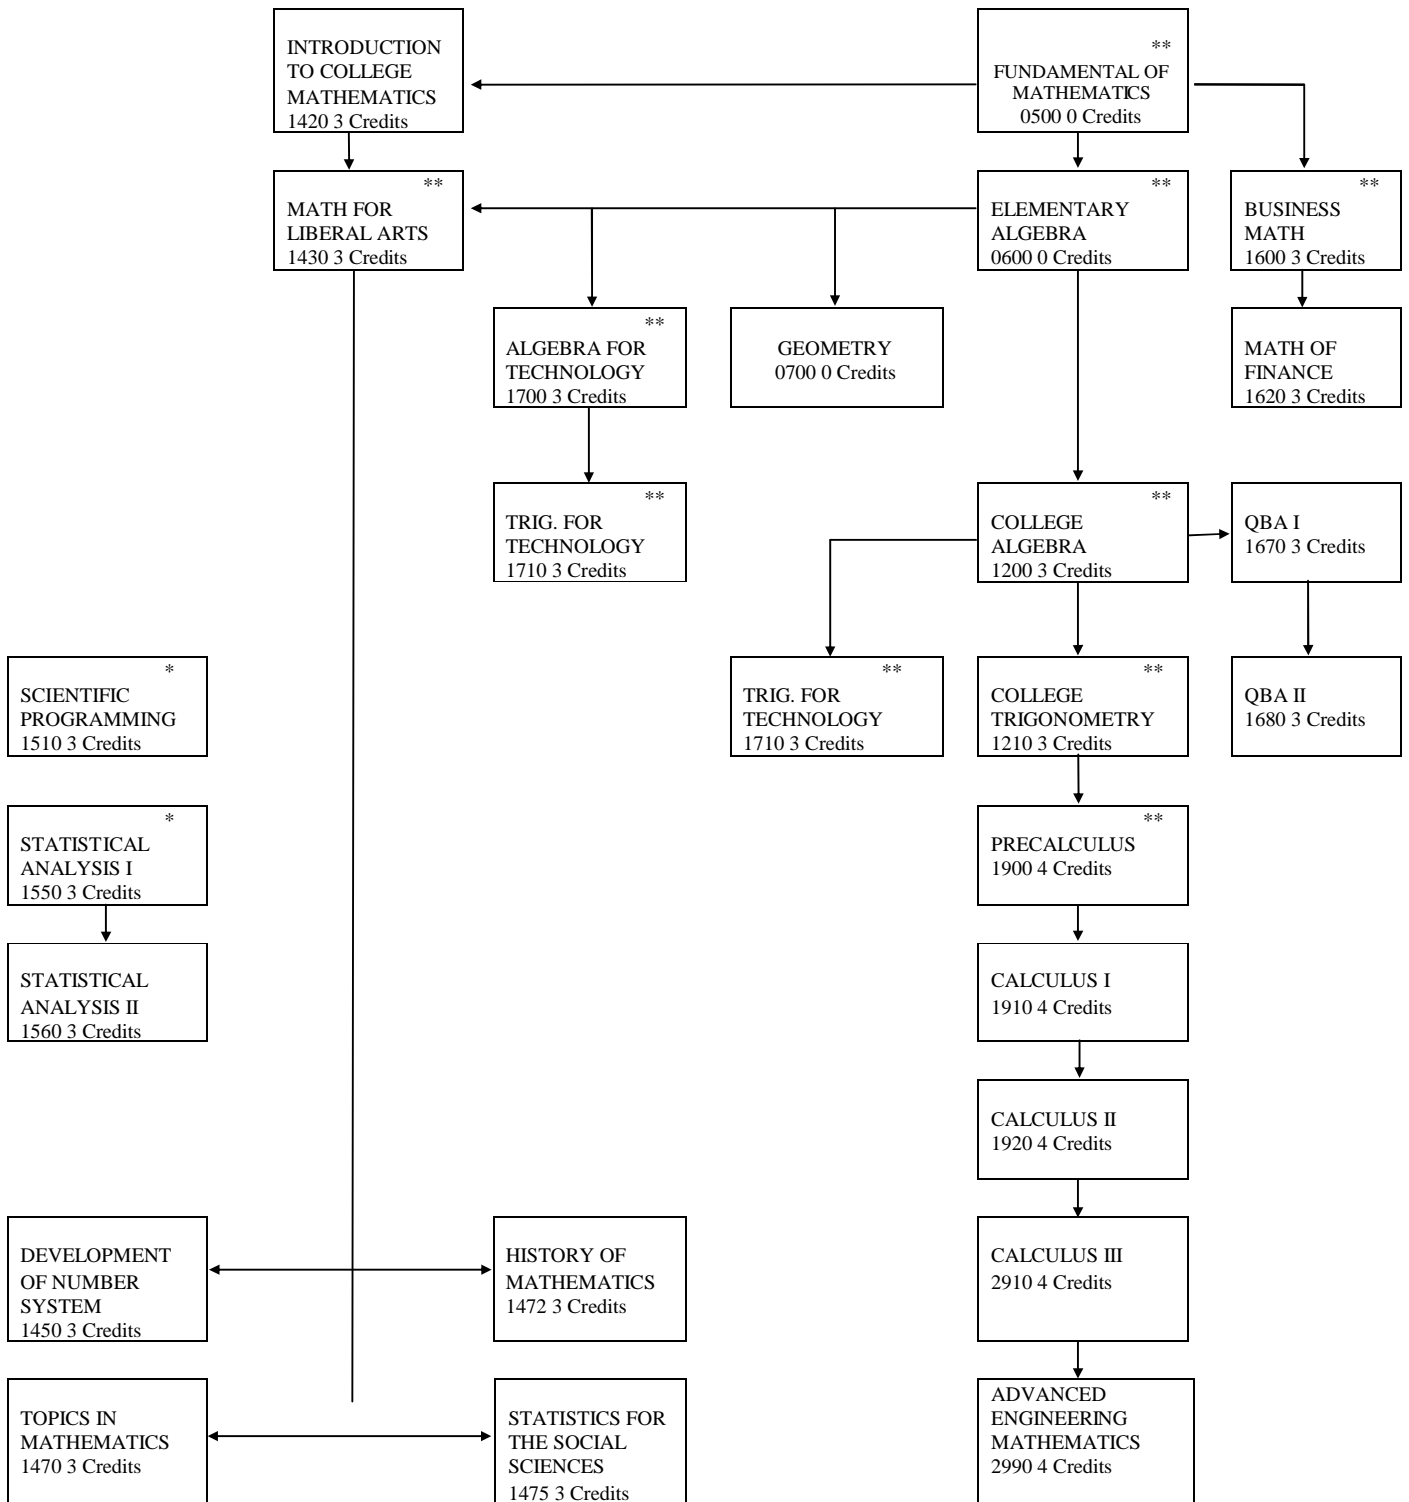 INTRODUCTION
TO COLLEGE
MATHEMATICS
1420 3 Credits
**
FUNDAMENTAL OF
MATHEMATICS
0500 0 Credits
**
MATH FOR
LIBERAL ARTS
1430 3 Credits
**
ELEMENTARY
ALGEBRA
0600 0 Credits
**
BUSINESS
MATH
1600 3 Credits
**
ALGEBRA FOR
TECHNOLOGY
1700 3 Credits
GEOMETRY
0700 0 Credits
MATH OF
FINANCE
1620 3 Credits
**
TRIG. FOR
TECHNOLOGY
1710 3 Credits
**
COLLEGE
ALGEBRA
1200 3 Credits
QBA I
1670 3 Credits
*
SCIENTIFIC
PROGRAMMING
1510 3 Credits
**
TRIG. FOR
TECHNOLOGY
1710 3 Credits
**
COLLEGE
TRIGONOMETRY
1210 3 Credits
QBA II
1680 3 Credits
*
STATISTICAL
ANALYSIS I
1550 3 Credits
**
PRECALCULUS
1900 4 Credits
STATISTICAL
ANALYSIS II
1560 3 Credits
CALCULUS I
1910 4 Credits
CALCULUS II
1920 4 Credits
DEVELOPMENT
OF NUMBER
SYSTEM
1450 3 Credits
HISTORY OF
MATHEMATICS
1472 3 Credits
CALCULUS III
2910 4 Credits
TOPICS IN
MATHEMATICS
1470 3 Credits
STATISTICS FOR
THE SOCIAL
SCIENCES
1475 3 Credits
ADVANCED
ENGINEERING
MATHEMATICS
2990 4 Credits